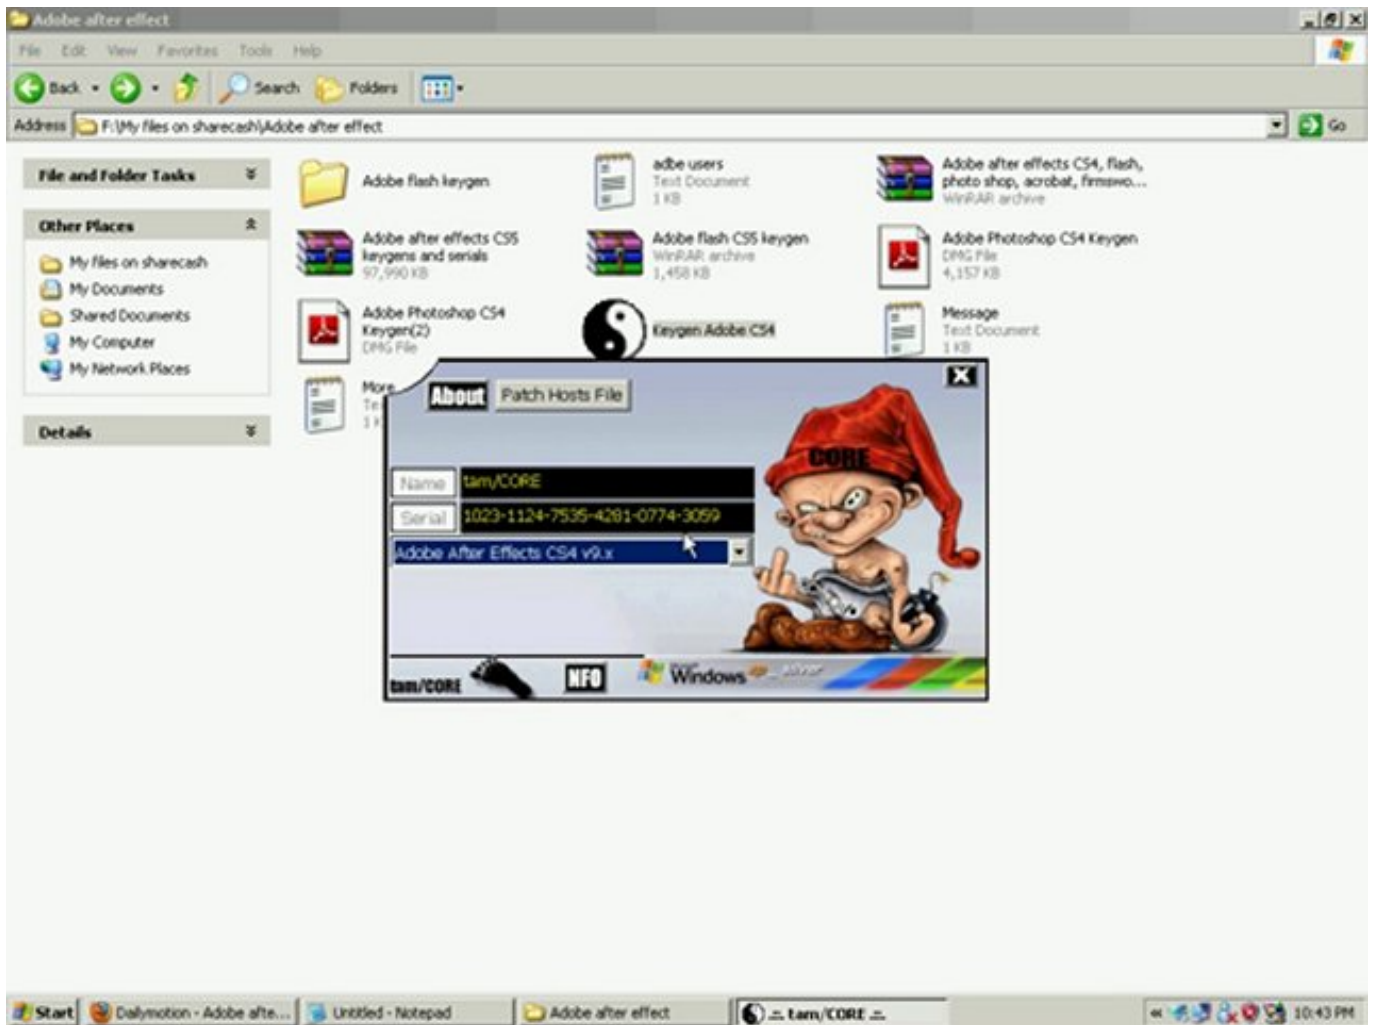 Adobe after effect
File Edit View Favorites Tools Help
Back Search Folders
Address F:\My files on sharecash\Adobe after effect Go
File and Folder Tasks
Other Places
My files on sharecash
My Documents
Shared Documents
My Computer
My Network Places
Details
Adobe flash keygen
adbe users
Text Document
1 KB
Adobe after effects CS4, flash,
photo shop, acrobat, firmswo...
WinRAR archive
Adobe after effects CS5
keygens and serials
97,990 KB
Adobe flash CS5 keygen
WinRAR archive
1,458 KB
Adobe Photoshop CS4 Keygen
DMG File
4,157 KB
Adobe Photoshop CS4
Keygen(2)
DMG File
Keygen Adobe CS4
Message
Text Document
1 KB
More
About Patch Hosts File
CORE
Name tam/CORE
Serial 1023-1124-7535-4281-0774-3059
Adobe After Effects CS4 v9.x
tam/CORE NFO Windows xp
Start Dailymotion - Adobe afte... Untitled - Notepad Adobe after effect .:. tam/CORE .:. 10:43 PM